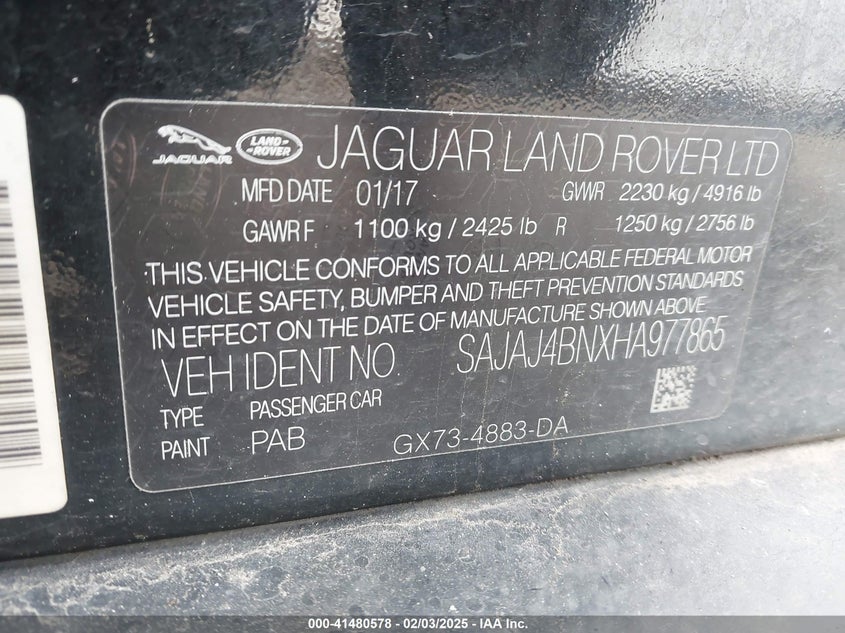 JAGUAR
LAND
ROVER
JAGUAR LAND ROVER LTD
MFD DATE 01/17 GVWR 2230 kg / 4916 lb
GAWR F 1100 kg / 2425 lb R 1250 kg / 2756 lb
THIS VEHICLE CONFORMS TO ALL APPLICABLE FEDERAL MOTOR
VEHICLE SAFETY, BUMPER AND THEFT PREVENTION STANDARDS
IN EFFECT ON THE DATE OF MANUFACTURE SHOWN ABOVE
VEH IDENT NO SAJAJ4BNXHA977865
TYPE PASSENGER CAR
PAINT PAB GX73-4883-DA
000-41480578 - 02/03/2025 - IAA Inc.